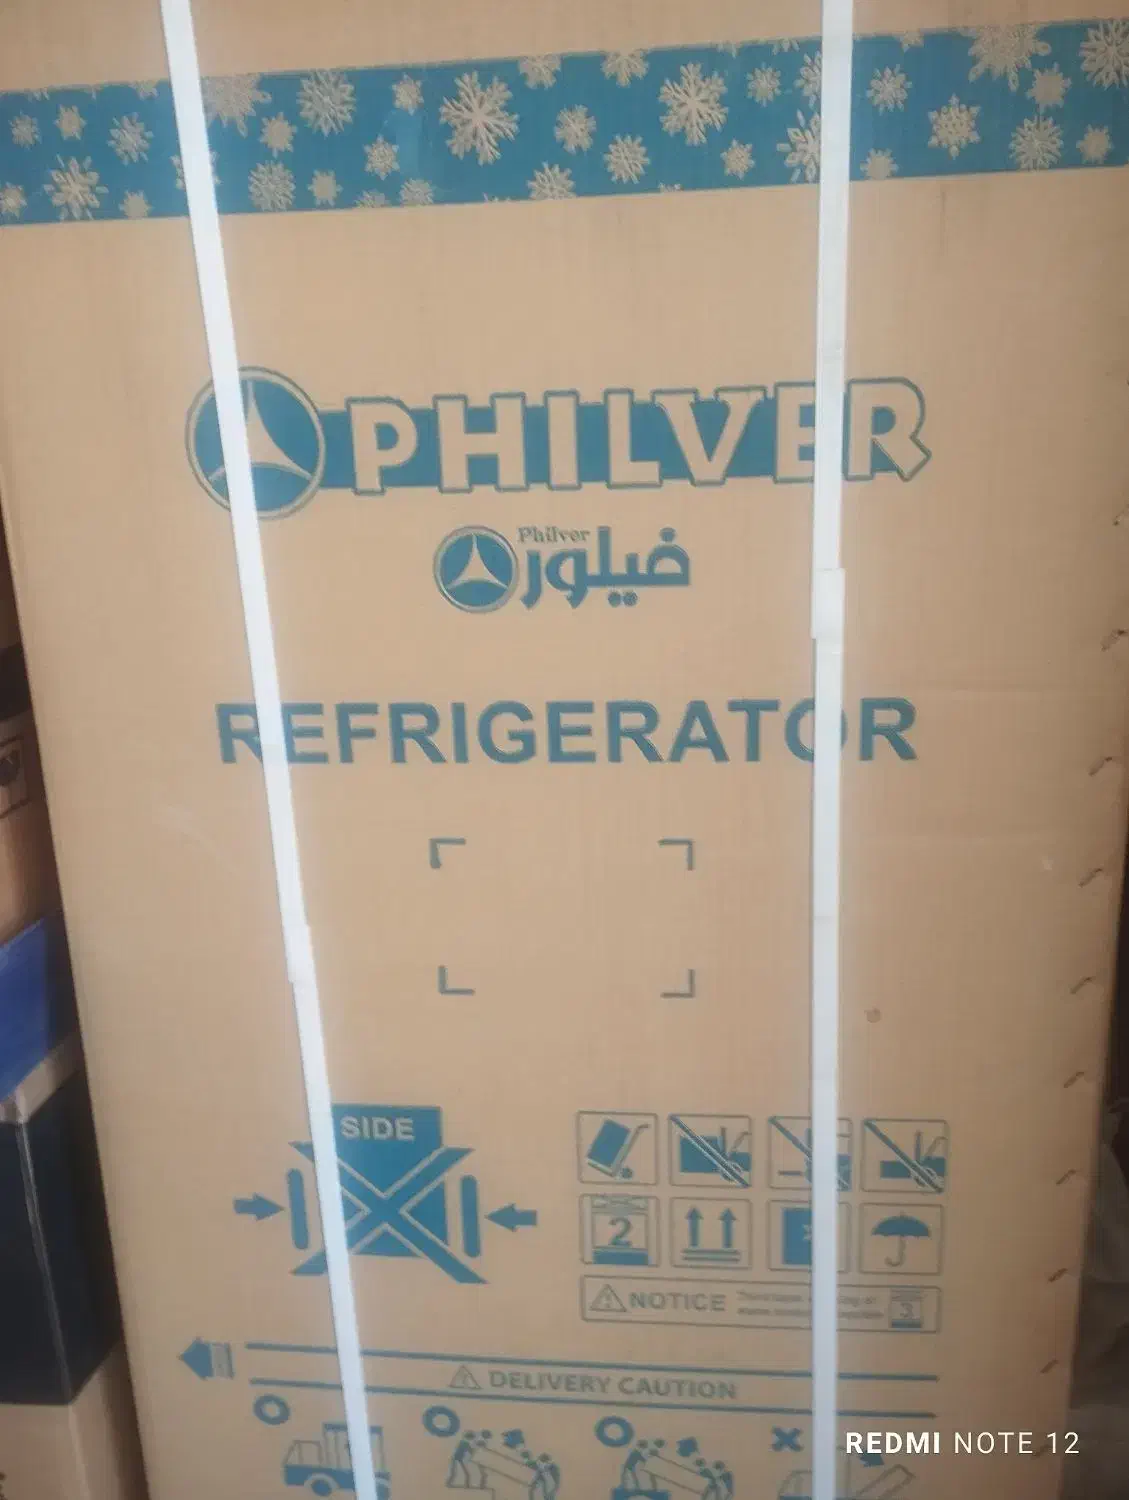 PHILVER
Philver
فيلور
REFRIGERATOR
SIDE
2
NOTICE
3
DELIVERY CAUTION
REDMI NOTE 12